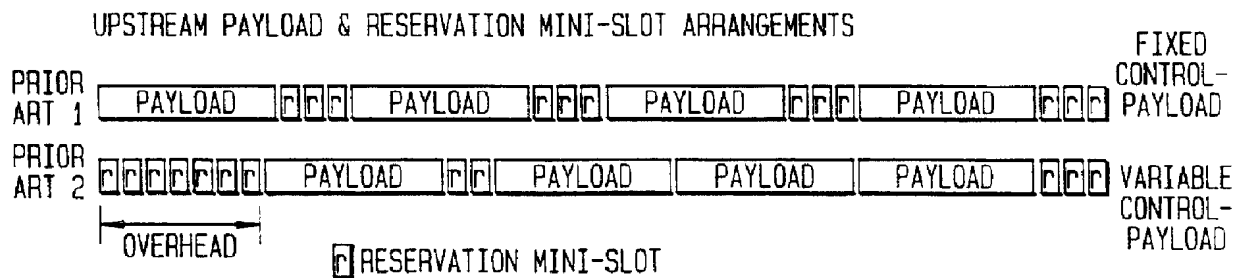 UPSTREAM PAYLOAD & RESERVATION MINI-SLOT ARRANGEMENTS
PRIOR
ART 1
PAYLOAD r r r PAYLOAD r r r PAYLOAD r r r PAYLOAD r r r
FIXED
CONTROL-
PAYLOAD
PRIOR
ART 2
r r r r r r r PAYLOAD r r PAYLOAD PAYLOAD PAYLOAD r r r
VARIABLE
CONTROL-
PAYLOAD
OVERHEAD
r RESERVATION MINI-SLOT